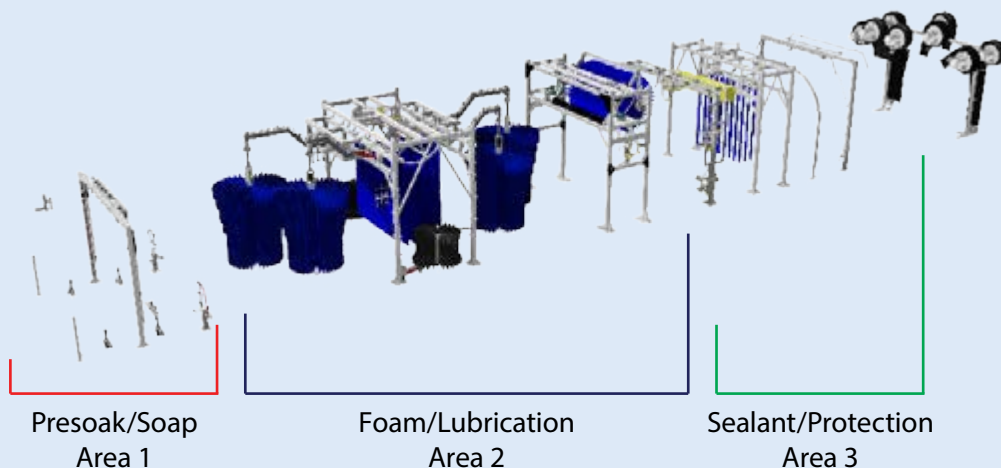 Presoak/Soap
Area 1
Foam/Lubrication
Area 2
Sealant/Protection
Area 3